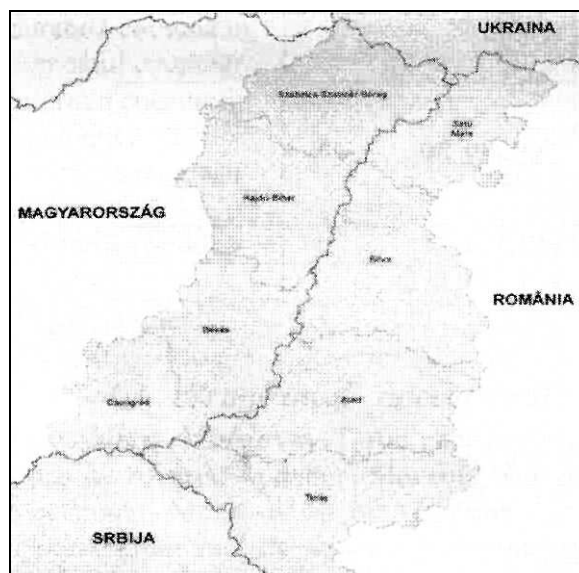 UKRAINA
Szabolcs-Szatmár-Bereg
Satu
Mare
Hajdú-Bihar
MAGYARORSZÁG
Bihor
ROMÂNIA
Békés
Csongrád
Arad
Timiş
SRBIJA